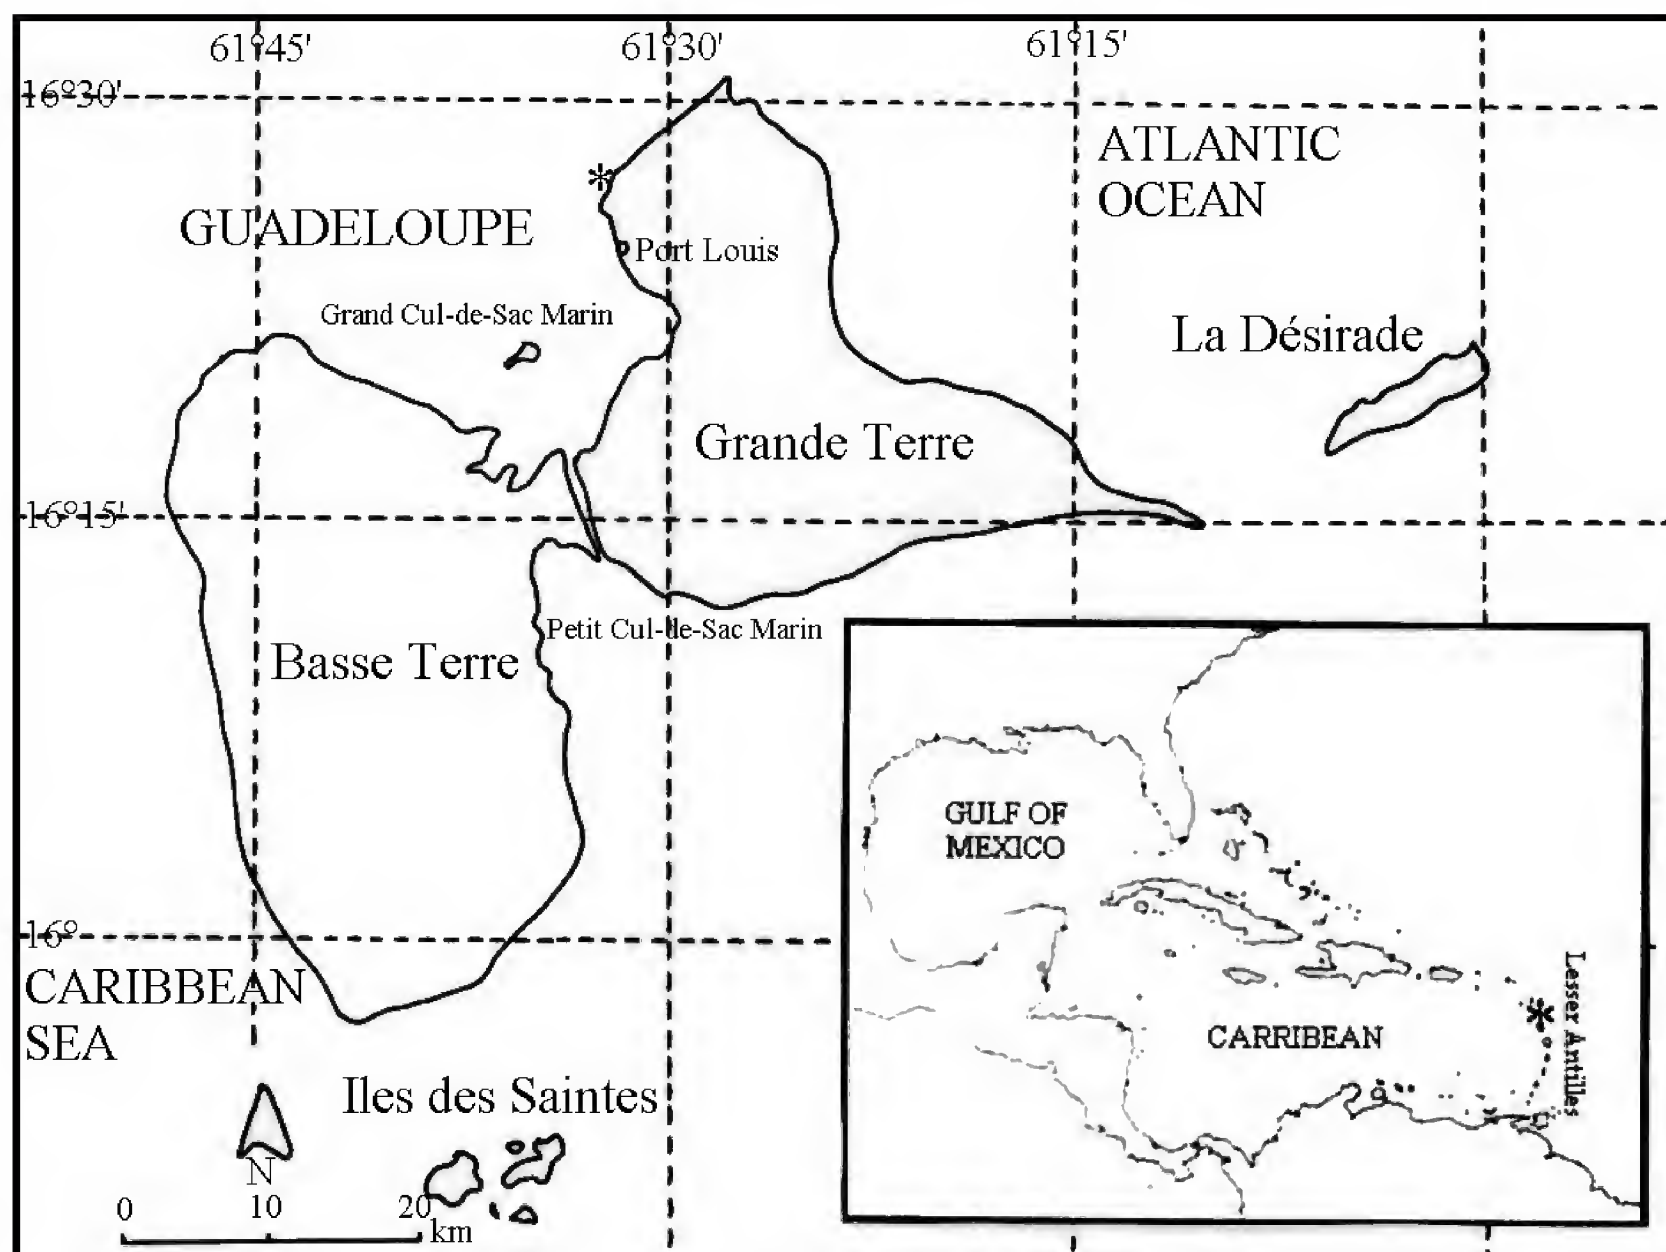 61°45' 61°30' 61°15'
16°30'
ATLANTIC
OCEAN
GUADELOUPE
Port Louis
Grand Cul-de-Sac Marin
La Désirade
Grande Terre
16°15'
Petit Cul-de-Sac Marin
Basse Terre
GULF OF
MEXICO
16°
CARIBBEAN
SEA
Lesser Antilles
CARRIBEAN
Iles des Saintes
N
0 10 20
km